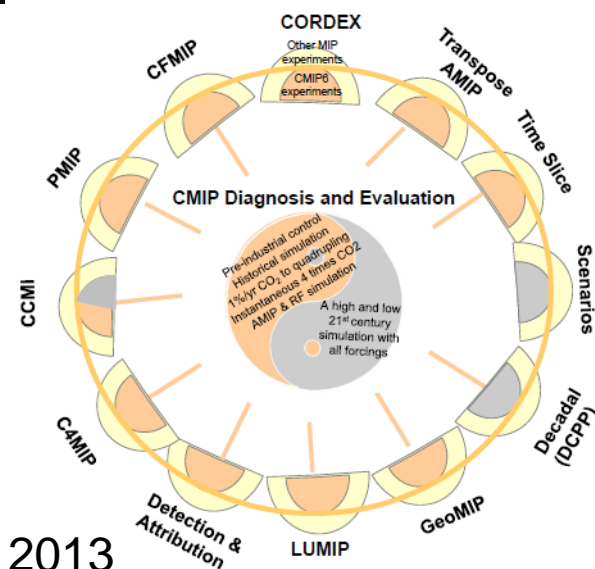 CORDEX
Other MIP
experiments
CMIP6
experiments
Transpose
AMIP
Time Slice
Scenarios
Decadal
(DCPP)
GeoMIP
LUMIP
Detection &
Attribution
C4MIP
CCMi
PMIP
CFMIP
CMIP Diagnosis and Evaluation
Pre-industrial control
Historical simulation
1%/yr CO2 to quadrupling
Instantaneous 4 times CO2
AMIP & RF simulation
A high and low
21st century
simulation with
all forcings
2013